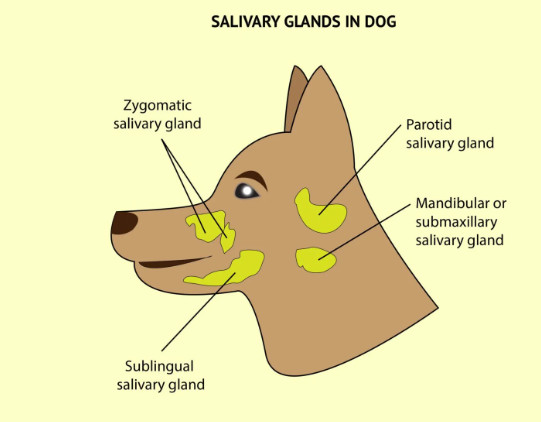 SALIVARY GLANDS IN DOG
Zygomatic
salivary gland
Parotid
salivary gland
Mandibular or
submaxillary
salivary gland
Sublingual
salivary gland